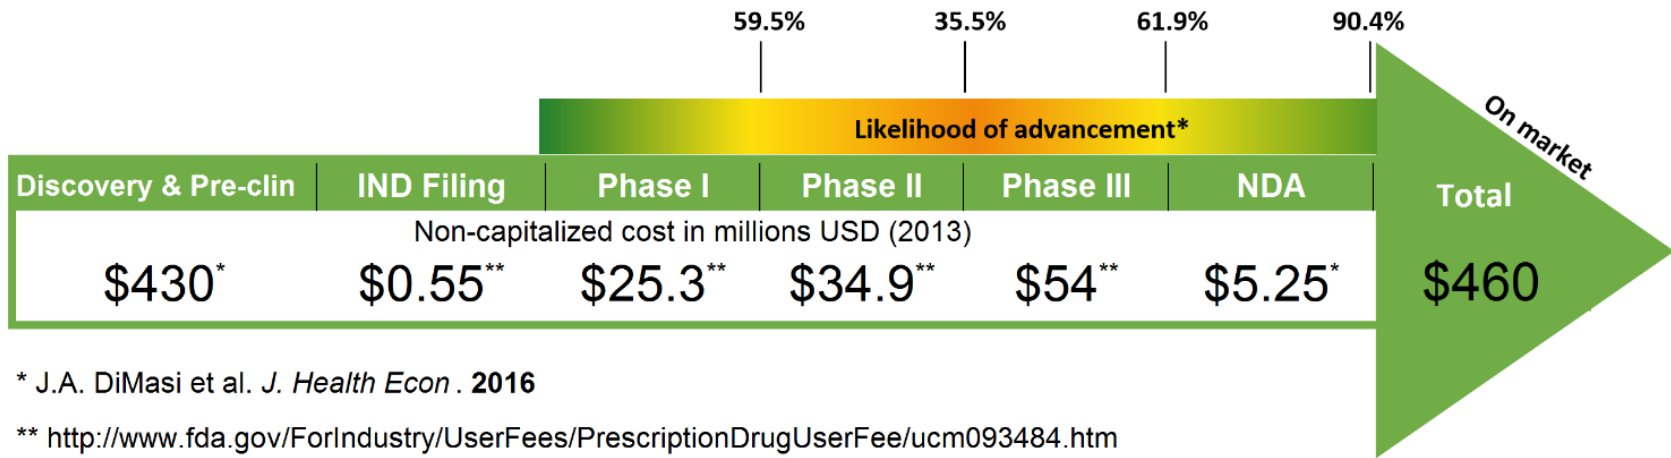 59.5% 35.5% 61.9% 90.4%
Likelihood of advancement*
On market
Discovery & Pre-clin IND Filing Phase I Phase II Phase III NDA Total
Non-capitalized cost in millions USD (2013)
$430* $0.55** $25.3** $34.9** $54** $5.25* $460
* J.A. DiMasi et al. J. Health Econ . 2016
** http://www.fda.gov/ForIndustry/UserFees/PrescriptionDrugUserFee/ucm093484.htm